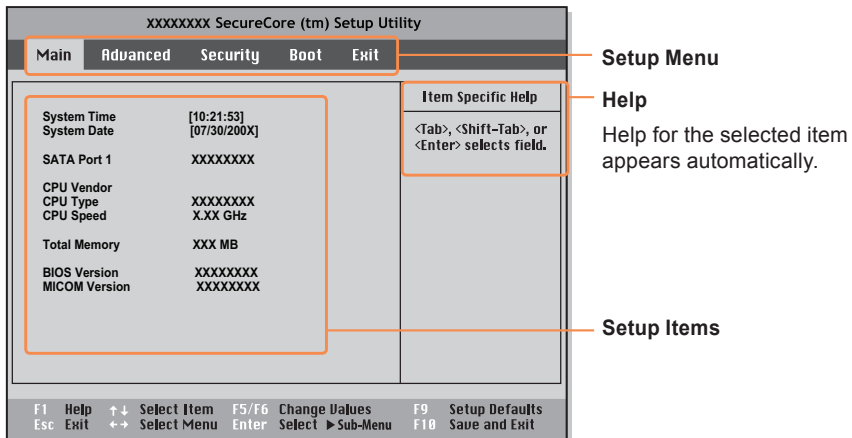 XXXXXXXX SecureCore (tm) Setup Utility
Main Advanced Security Boot Exit
Setup Menu
Item Specific Help
Help
<Tab>, <Shift-Tab>, or
<Enter> selects field.
Help for the selected item
appears automatically.
System Time [10:21:53]
System Date [07/30/200X]
SATA Port 1 XXXXXXXX
CPU Vendor
CPU Type XXXXXXXX
CPU Speed X.XX GHz
Total Memory XXX MB
BIOS Version XXXXXXXX
MICOM Version XXXXXXXX
Setup Items
F1 Help ↑↓ Select Item F5/F6 Change Values F9 Setup Defaults
Esc Exit ←→ Select Menu Enter Select ▶Sub-Menu F10 Save and Exit